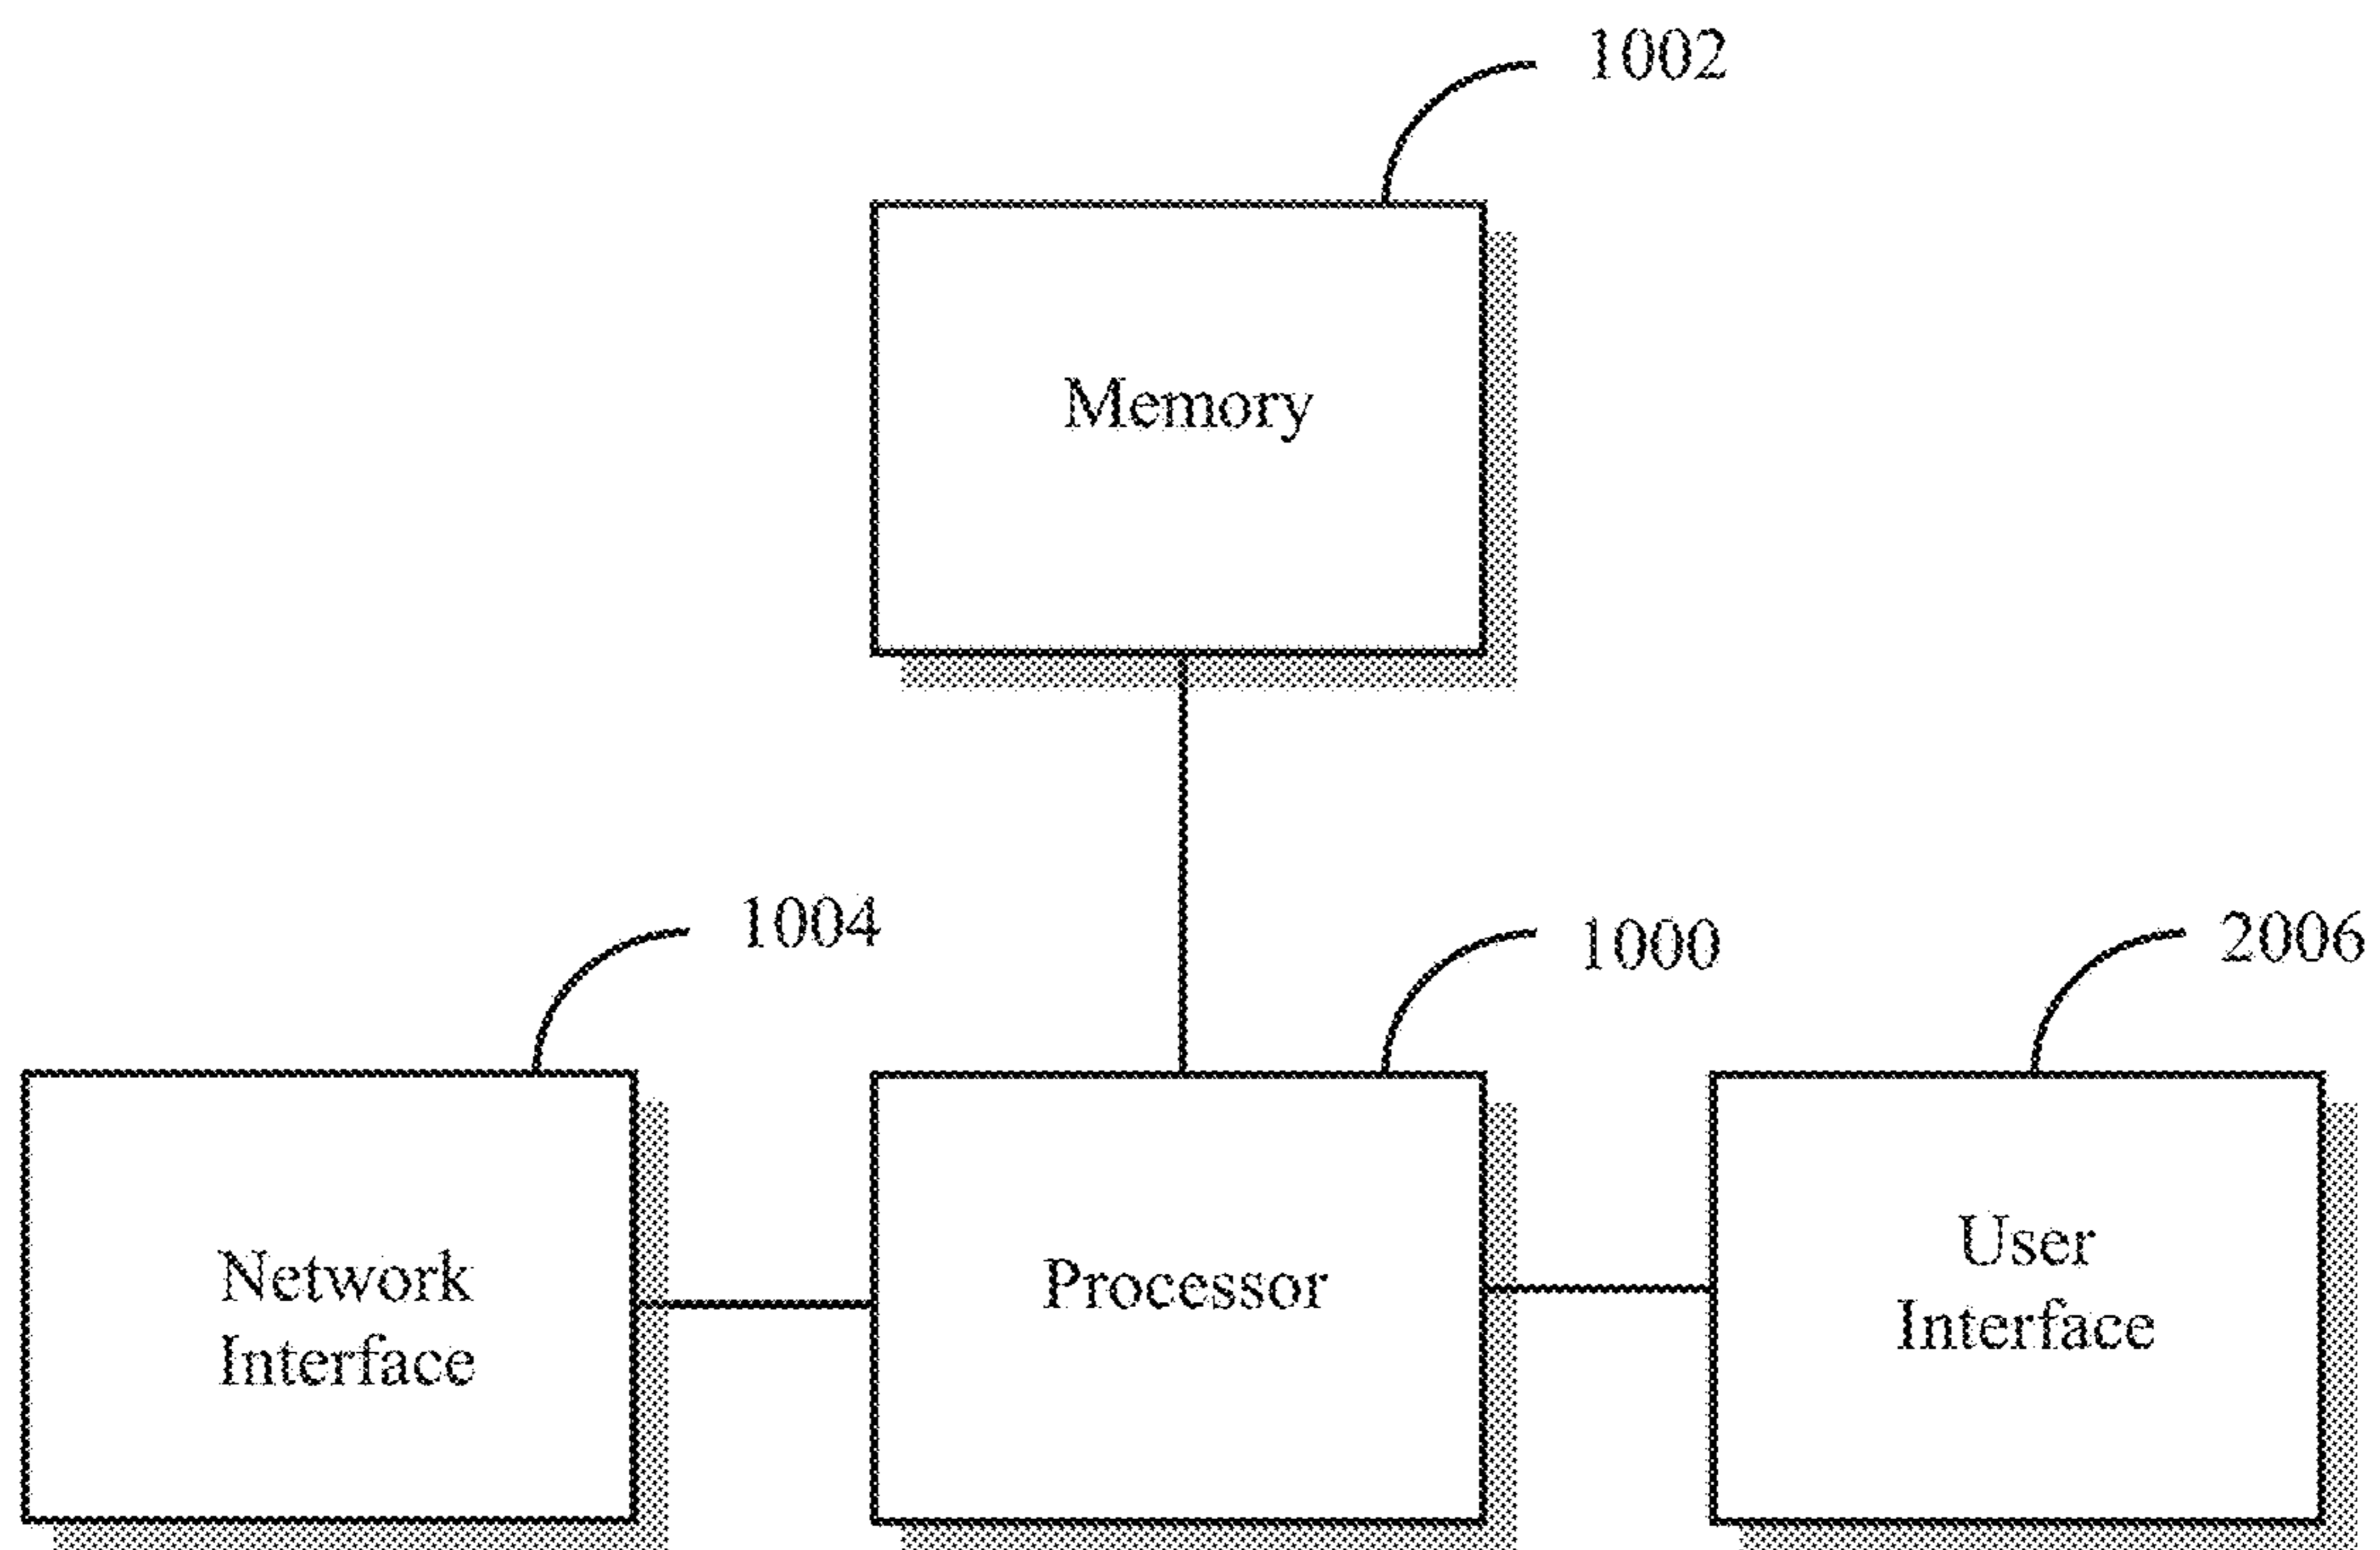 1002
Memory
1004
1000
2006
Network
Interface
Processor
User
Interface